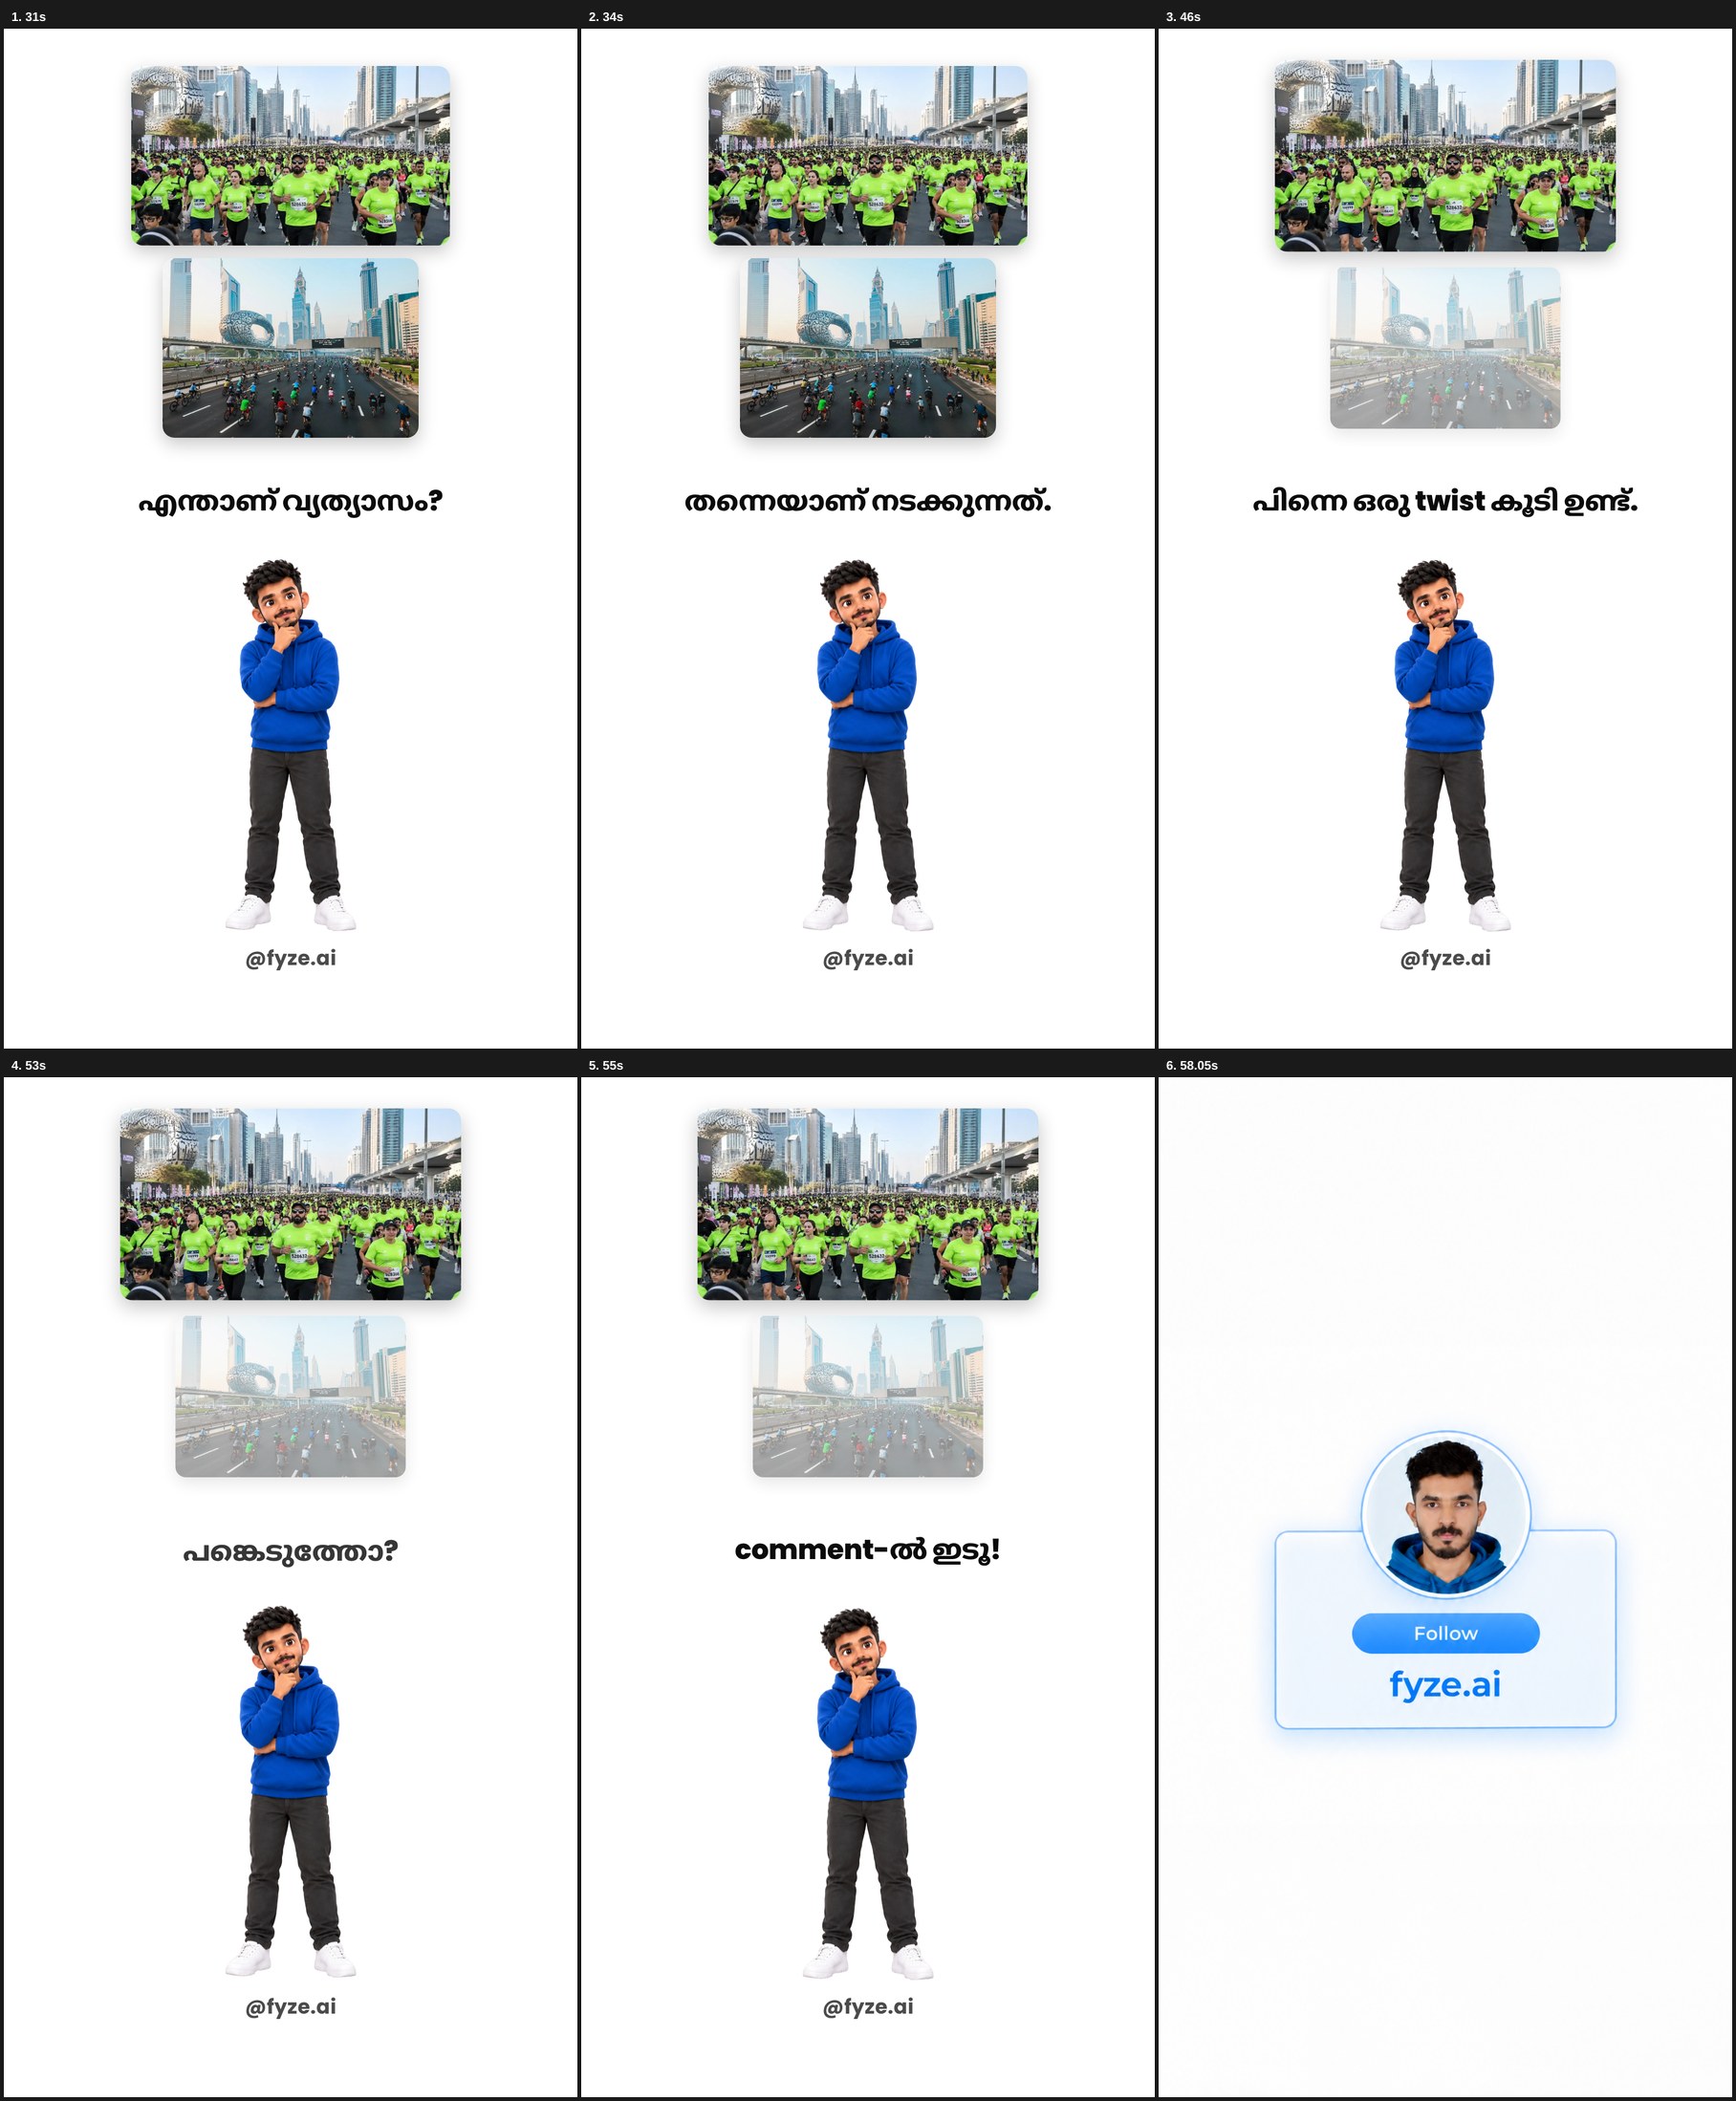 1. 31s
എന്താണ് വ്യത്യാസം?
@fyze.ai
2. 34s
തന്നെയാണ് നടക്കുന്നത്.
@fyze.ai
3. 46s
പിന്നെ ഒരു twist കൂടി ഉണ്ട്.
@fyze.ai
4. 53s
പങ്കെടുത്തോ?
@fyze.ai
5. 55s
comment-ൽ ഇടൂ!
@fyze.ai
6. 58.05s
Follow
fyze.ai